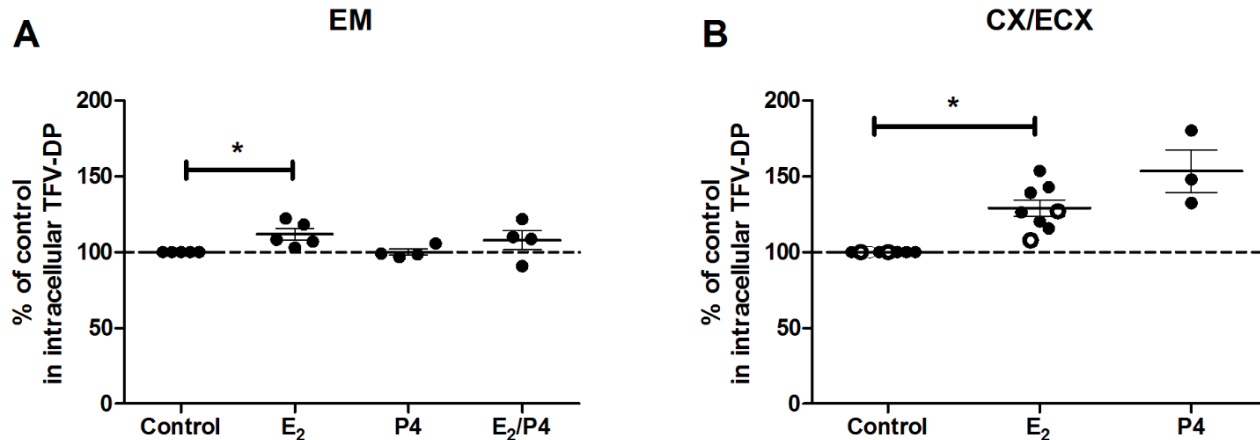 A
EM
% of control
in intracellular TFV-DP
200
150
100
50
0
*
Control E₂ P4 E₂/P4
B
CX/ECX
% of control
in intracellular TFV-DP
200
150
100
50
0
*
Control E₂ P4